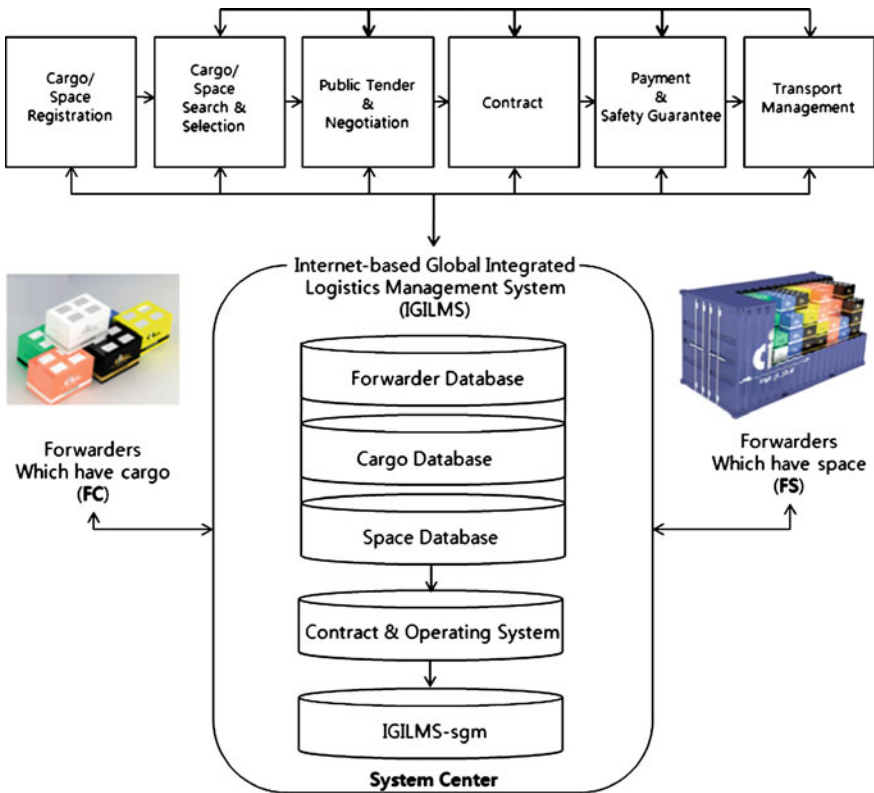 Cargo/
Space
Registration
Cargo/
Space
Search &
Selection
Public Tender
&
Negotiation
Contract
Payment
&
Safety Guarantee
Transport
Management
Internet-based Global Integrated
Logistics Management System
(IGILMS)
Forwarder Database
Cargo Database
Space Database
Contract & Operating System
IGILMS-sgm
System Center
Forwarders
Which have cargo
(FC)
Forwarders
Which have space
(FS)